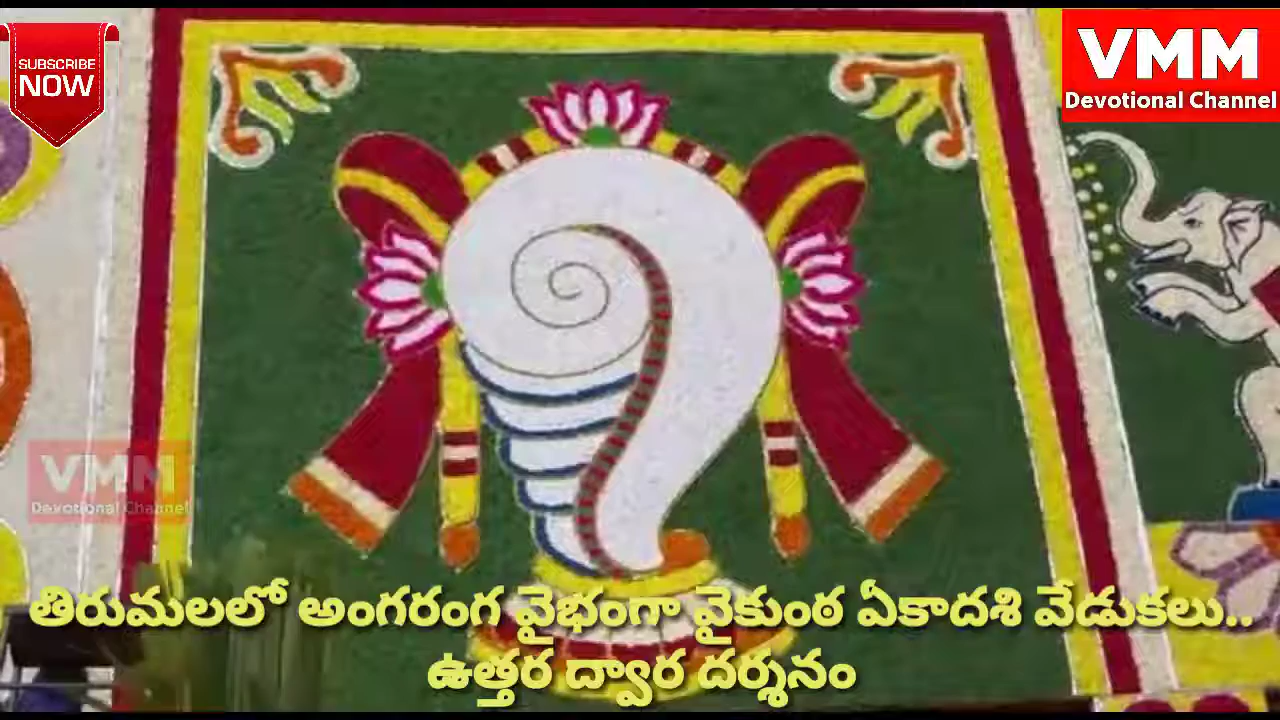 SUBSCRIBE
NOW
VMM
Devotional Channel
VMM
Devotional Channel
తిరుమలలో అంగరంగ వైభంగా వైకుంఠ ఏకాదశి వేడుకలు..
ఉత్తర ద్వార దర్శనం